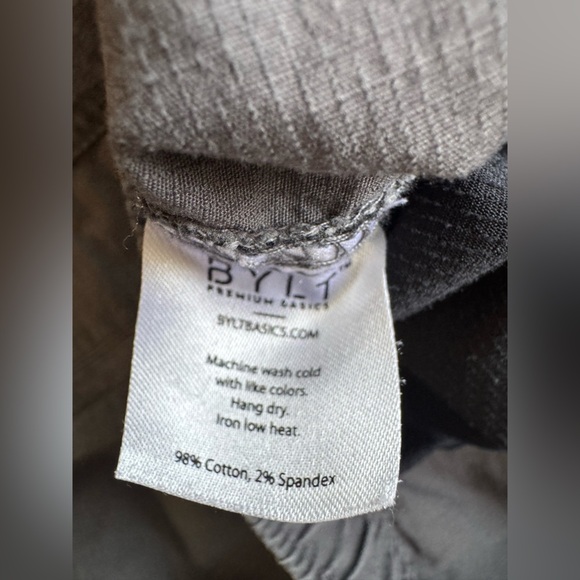 BYLT
PREMIUM BASICS
BYLTBASICS.COM
Machine wash cold
with like colors.
Hang dry.
Iron low heat.
98% Cotton, 2% Spandex